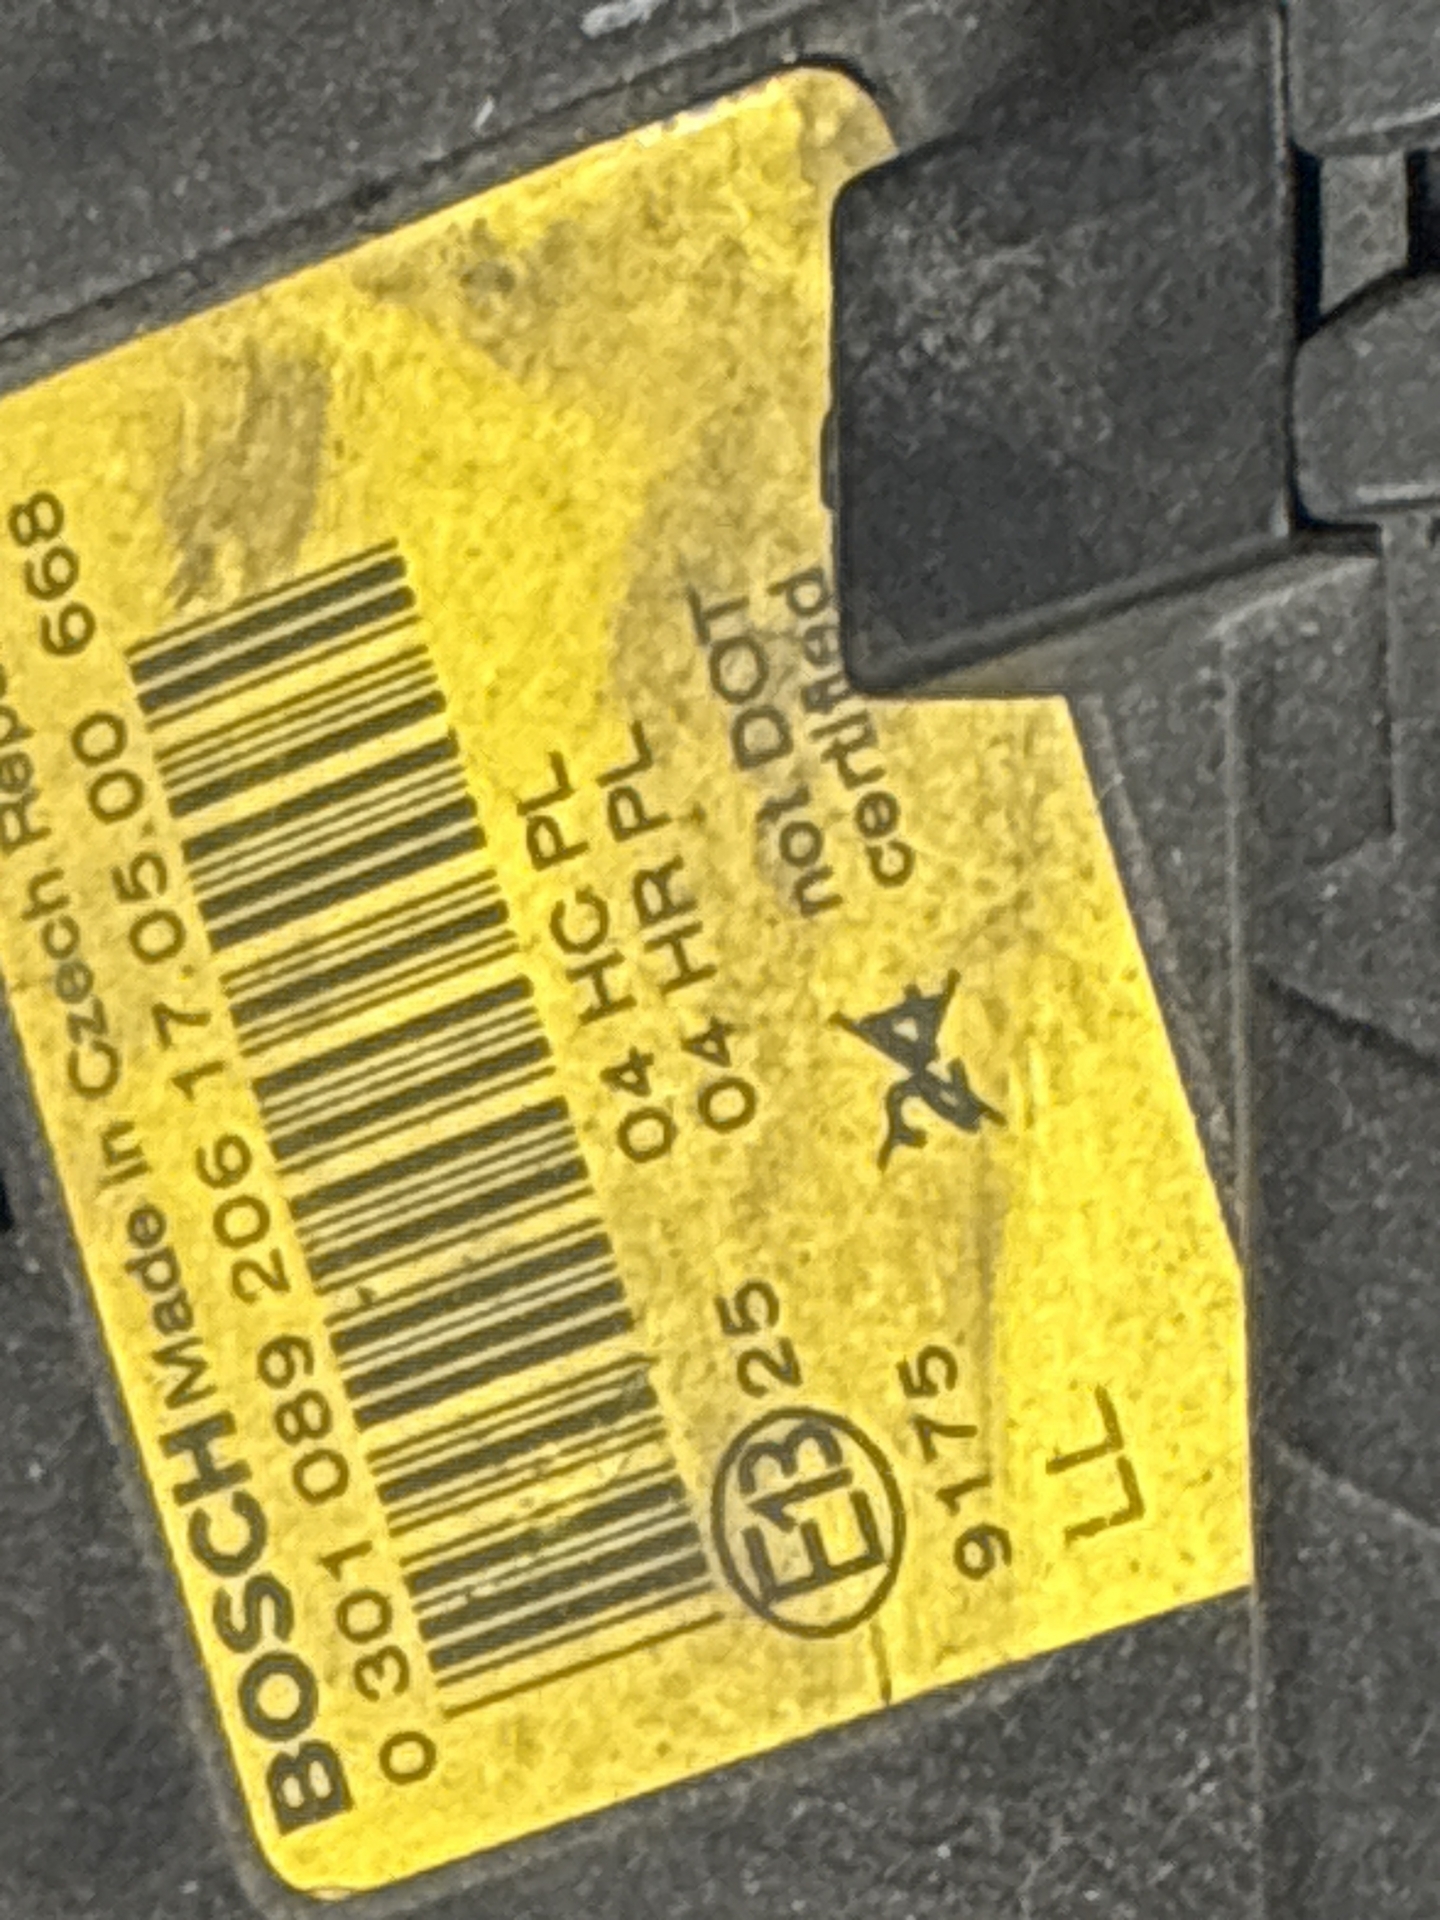 BOSCH Made in Czech Repu
0 301 089 206 17.05.00 668
04 HC PL
04 HR PL
E13 25
not DOT
certified
9175
LL